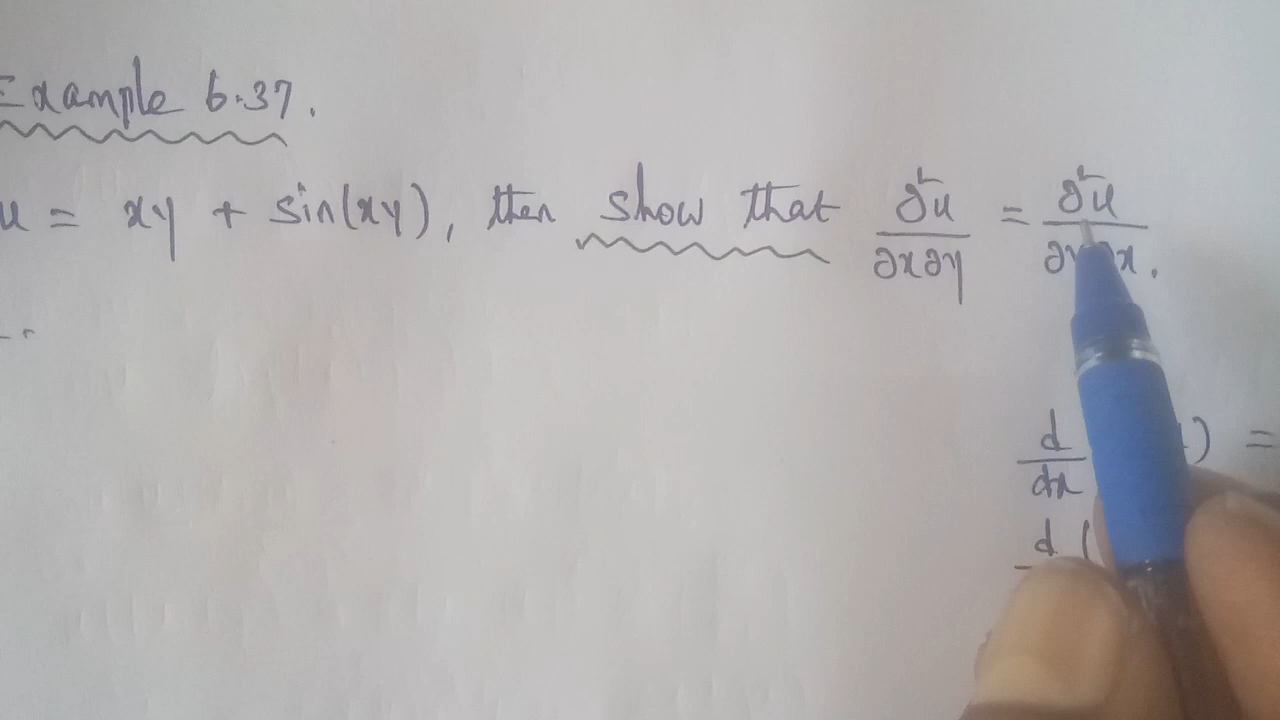 Example 6.37.
u = xy + sin(xy), then show that ∂²u/∂x∂y = ∂²u/∂y∂x.
d/dx ) =
d (